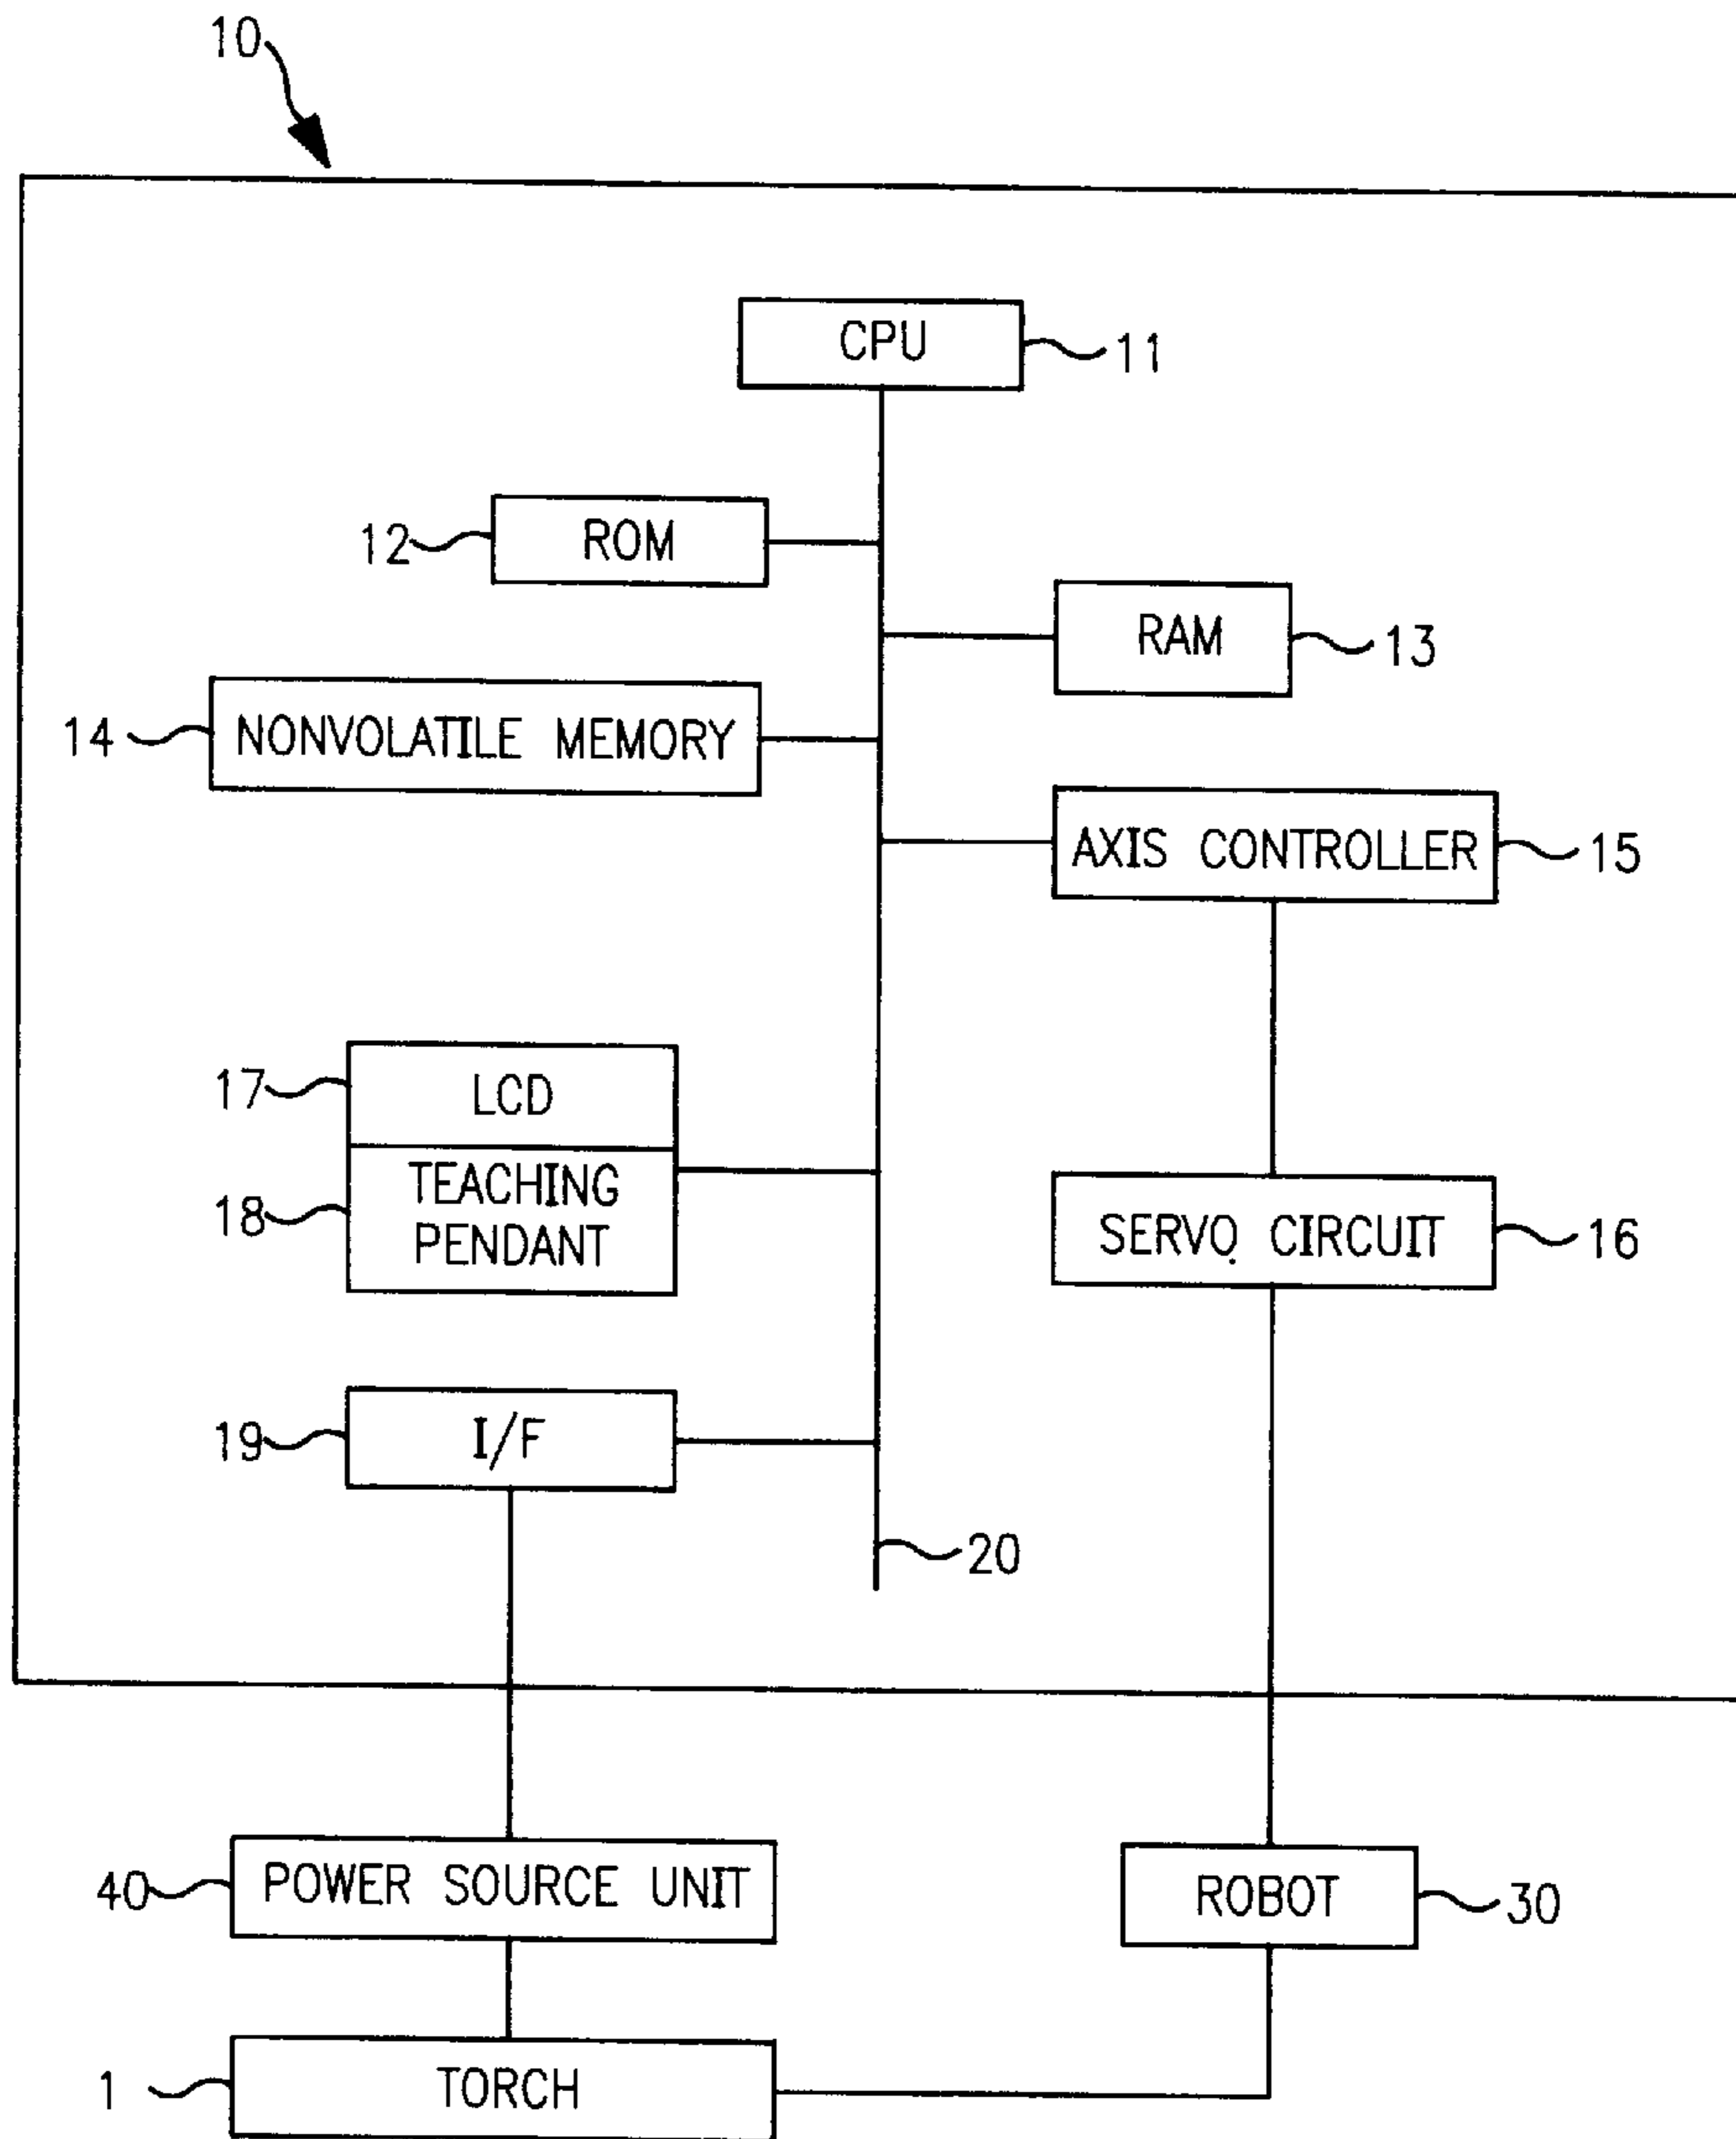 10
CPU
11
12
ROM
RAM
13
14
NONVOLATILE MEMORY
AXIS CONTROLLER
15
17
LCD
18
TEACHING
PENDANT
SERVO CIRCUIT
16
19
I/F
20
40
POWER SOURCE UNIT
ROBOT
30
1
TORCH